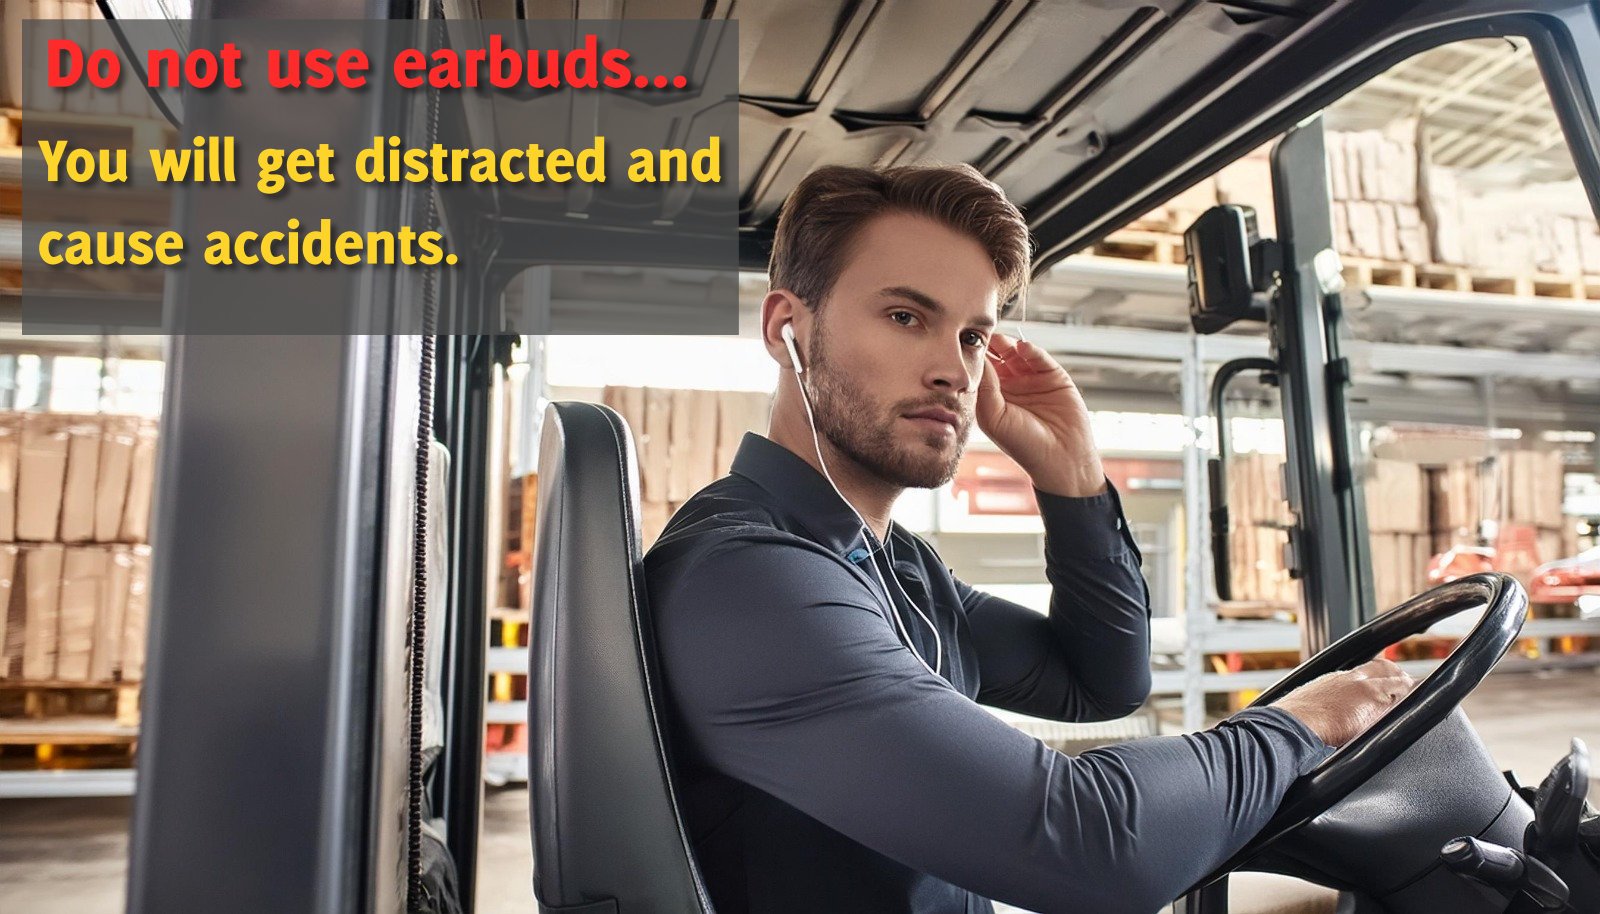 Do not use earbuds...
You will get distracted and
cause accidents.